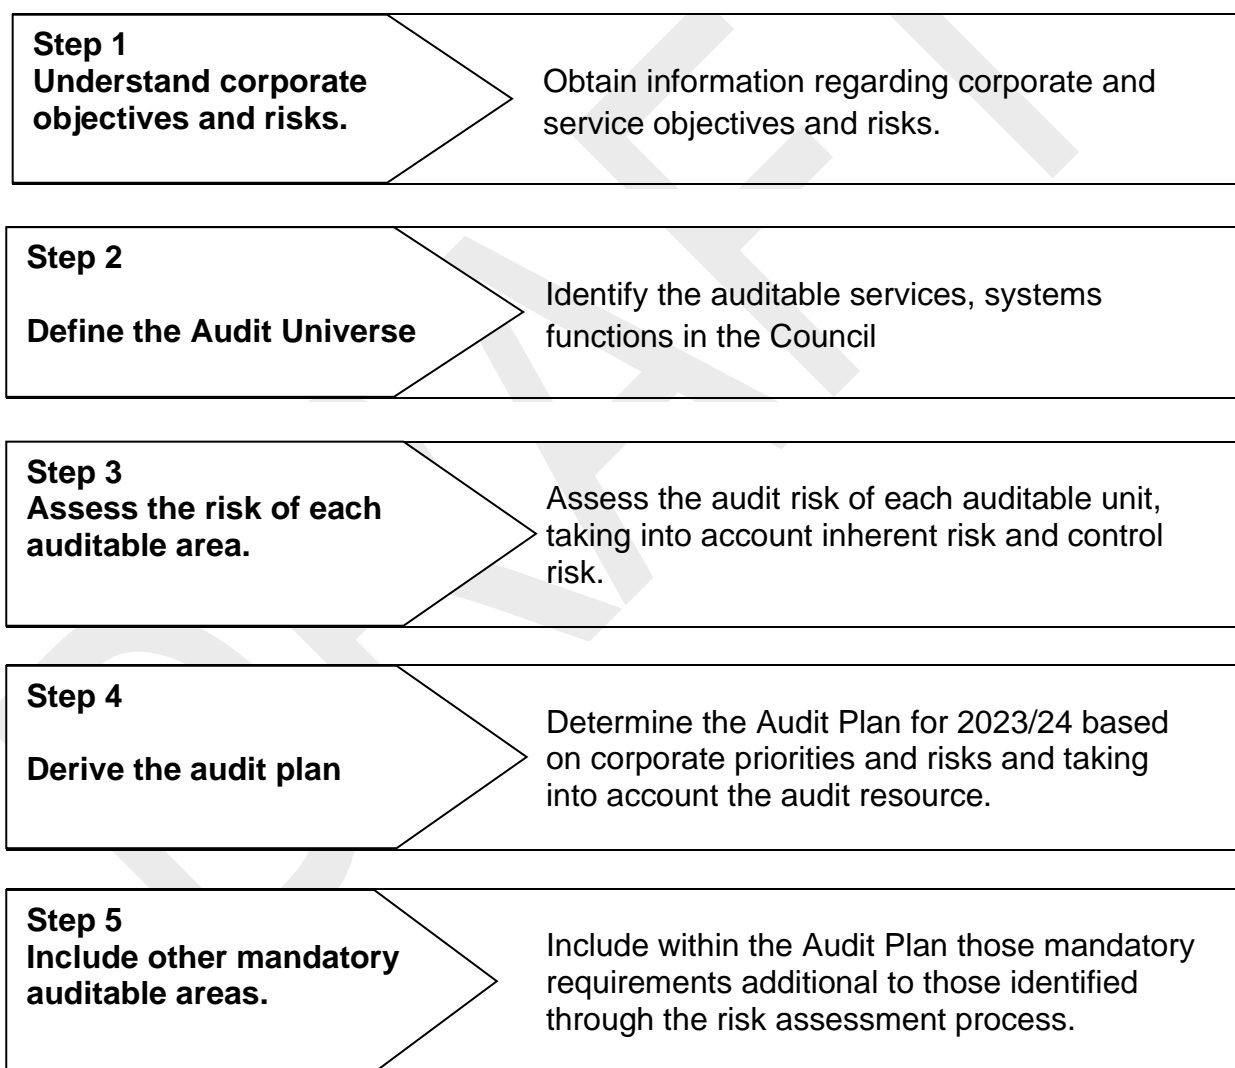 Step 1
Understand corporate
objectives and risks.
Obtain information regarding corporate and
service objectives and risks.
Step 2
Define the Audit Universe
Identify the auditable services, systems
functions in the Council
Step 3
Assess the risk of each
auditable area.
Assess the audit risk of each auditable unit,
taking into account inherent risk and control
risk.
Step 4
Derive the audit plan
Determine the Audit Plan for 2023/24 based
on corporate priorities and risks and taking
into account the audit resource.
Step 5
Include other mandatory
auditable areas.
Include within the Audit Plan those mandatory
requirements additional to those identified
through the risk assessment process.
DRAFT